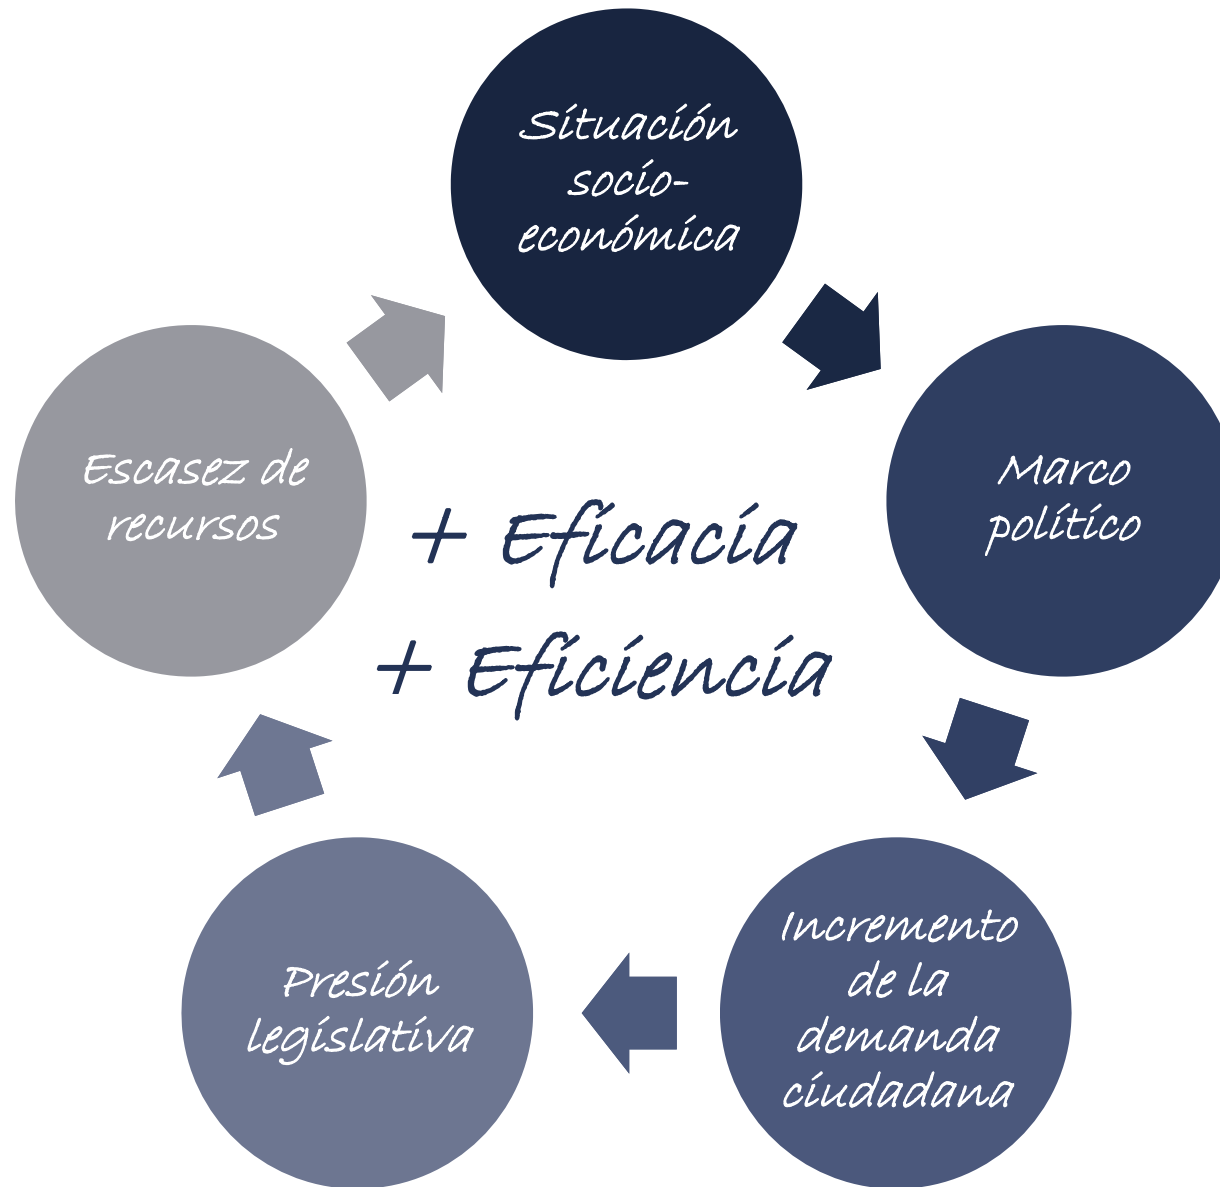 Situación
socio-
económica
Marco
político
Incremento
de la
demanda
ciudadana
Presión
legislativa
Escasez de
recursos
+ Eficacia
+ Eficiencia